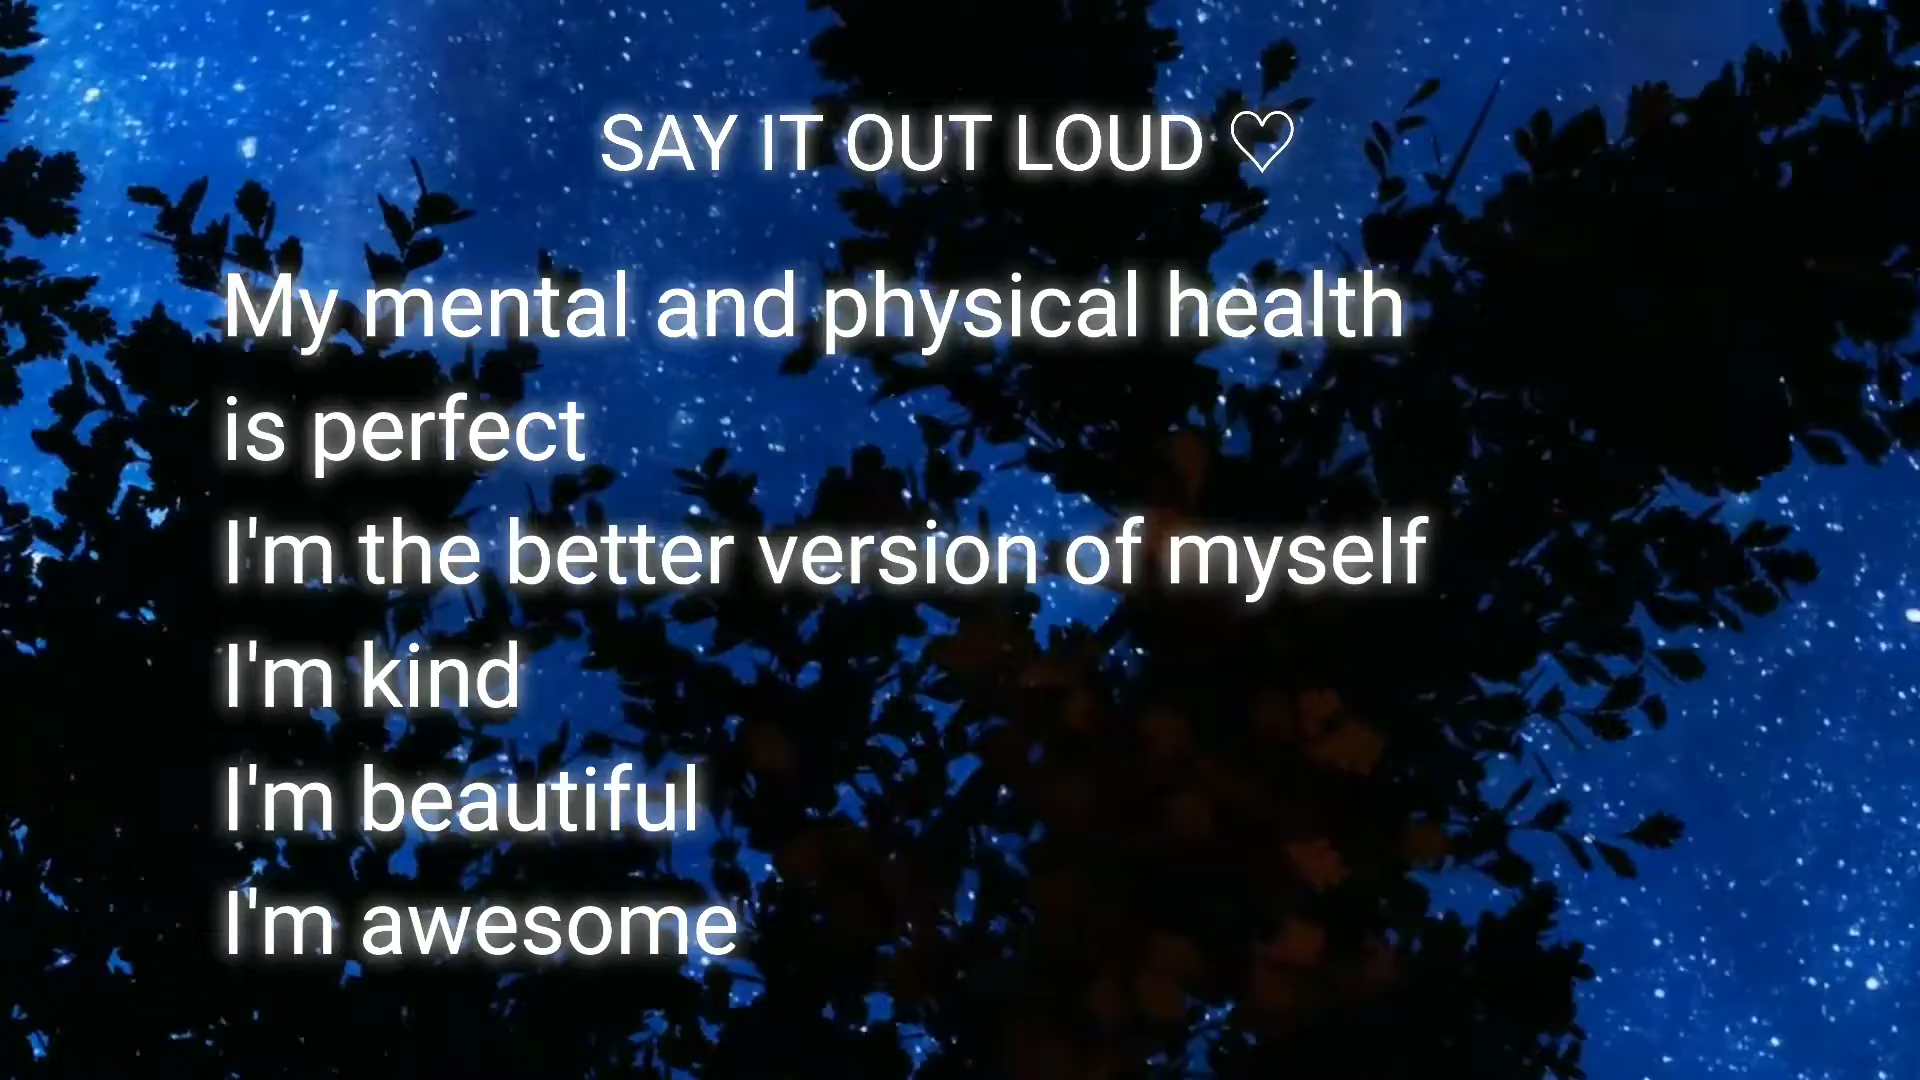 SAY IT OUT LOUD ♡
My mental and physical health
is perfect
I'm the better version of myself
I'm kind
I'm beautiful
I'm awesome